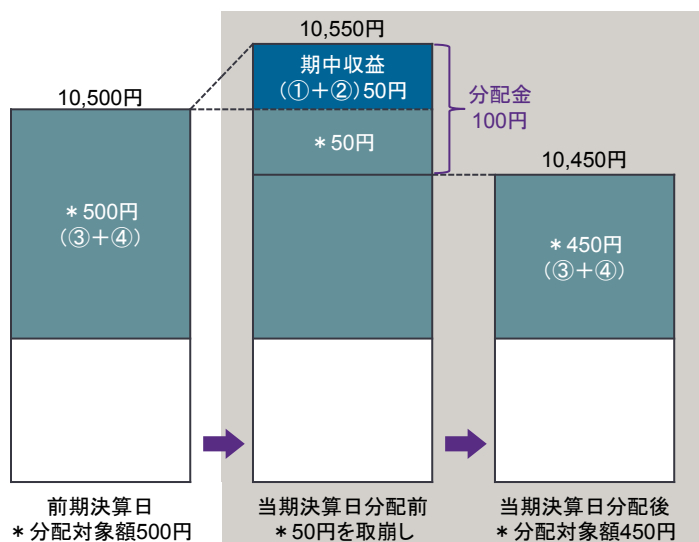 10,500円
＊500円
（③＋④）
前期決算日
＊分配対象額500円
10,550円
期中収益
（①＋②）50円
＊50円
分配金
100円
当期決算日分配前
＊50円を取崩し
10,450円
＊450円
（③＋④）
当期決算日分配後
＊分配対象額450円